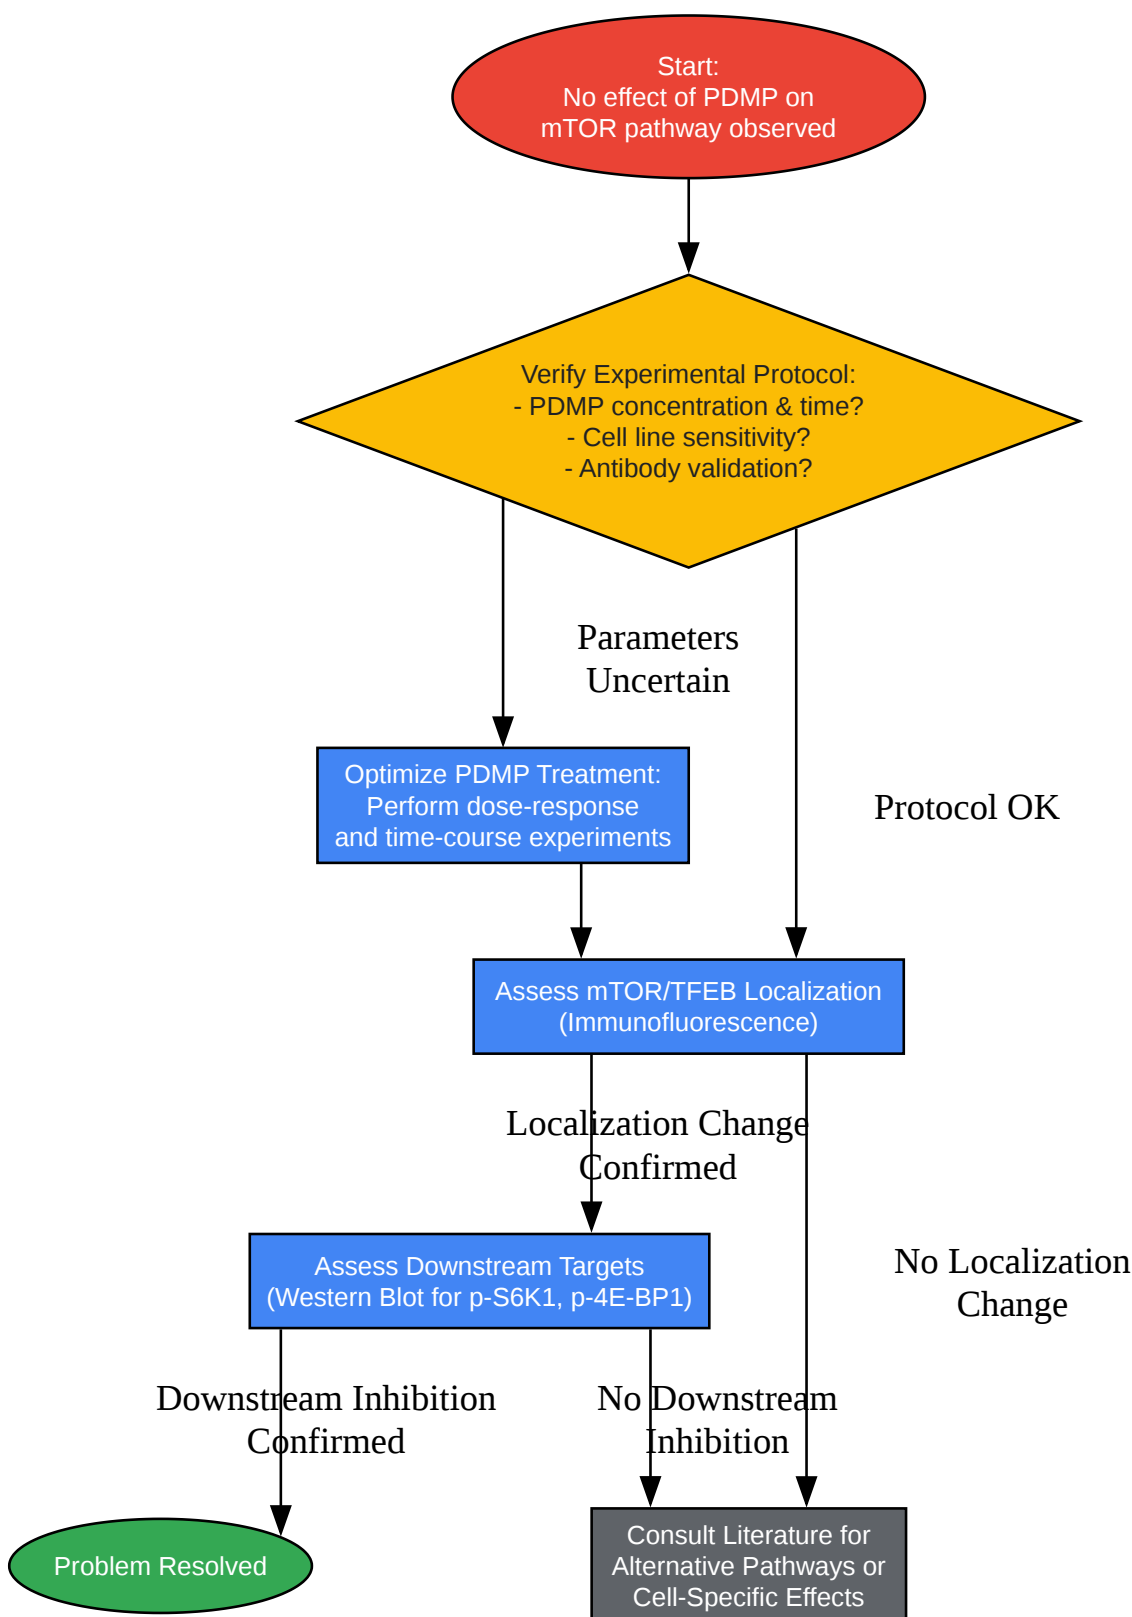 Start:
No effect of PDMP on
mTOR pathway observed
Verify Experimental Protocol:
- PDMP concentration & time?
- Cell line sensitivity?
- Antibody validation?
Parameters
Uncertain
Optimize PDMP Treatment:
Perform dose-response
and time-course experiments
Protocol OK
Assess mTOR/TFEB Localization
(Immunofluorescence)
Localization Change
Confirmed
No Localization
Change
Assess Downstream Targets
(Western Blot for p-S6K1, p-4E-BP1)
Downstream Inhibition
Confirmed
No Downstream
Inhibition
Problem Resolved
Consult Literature for
Alternative Pathways or
Cell-Specific Effects